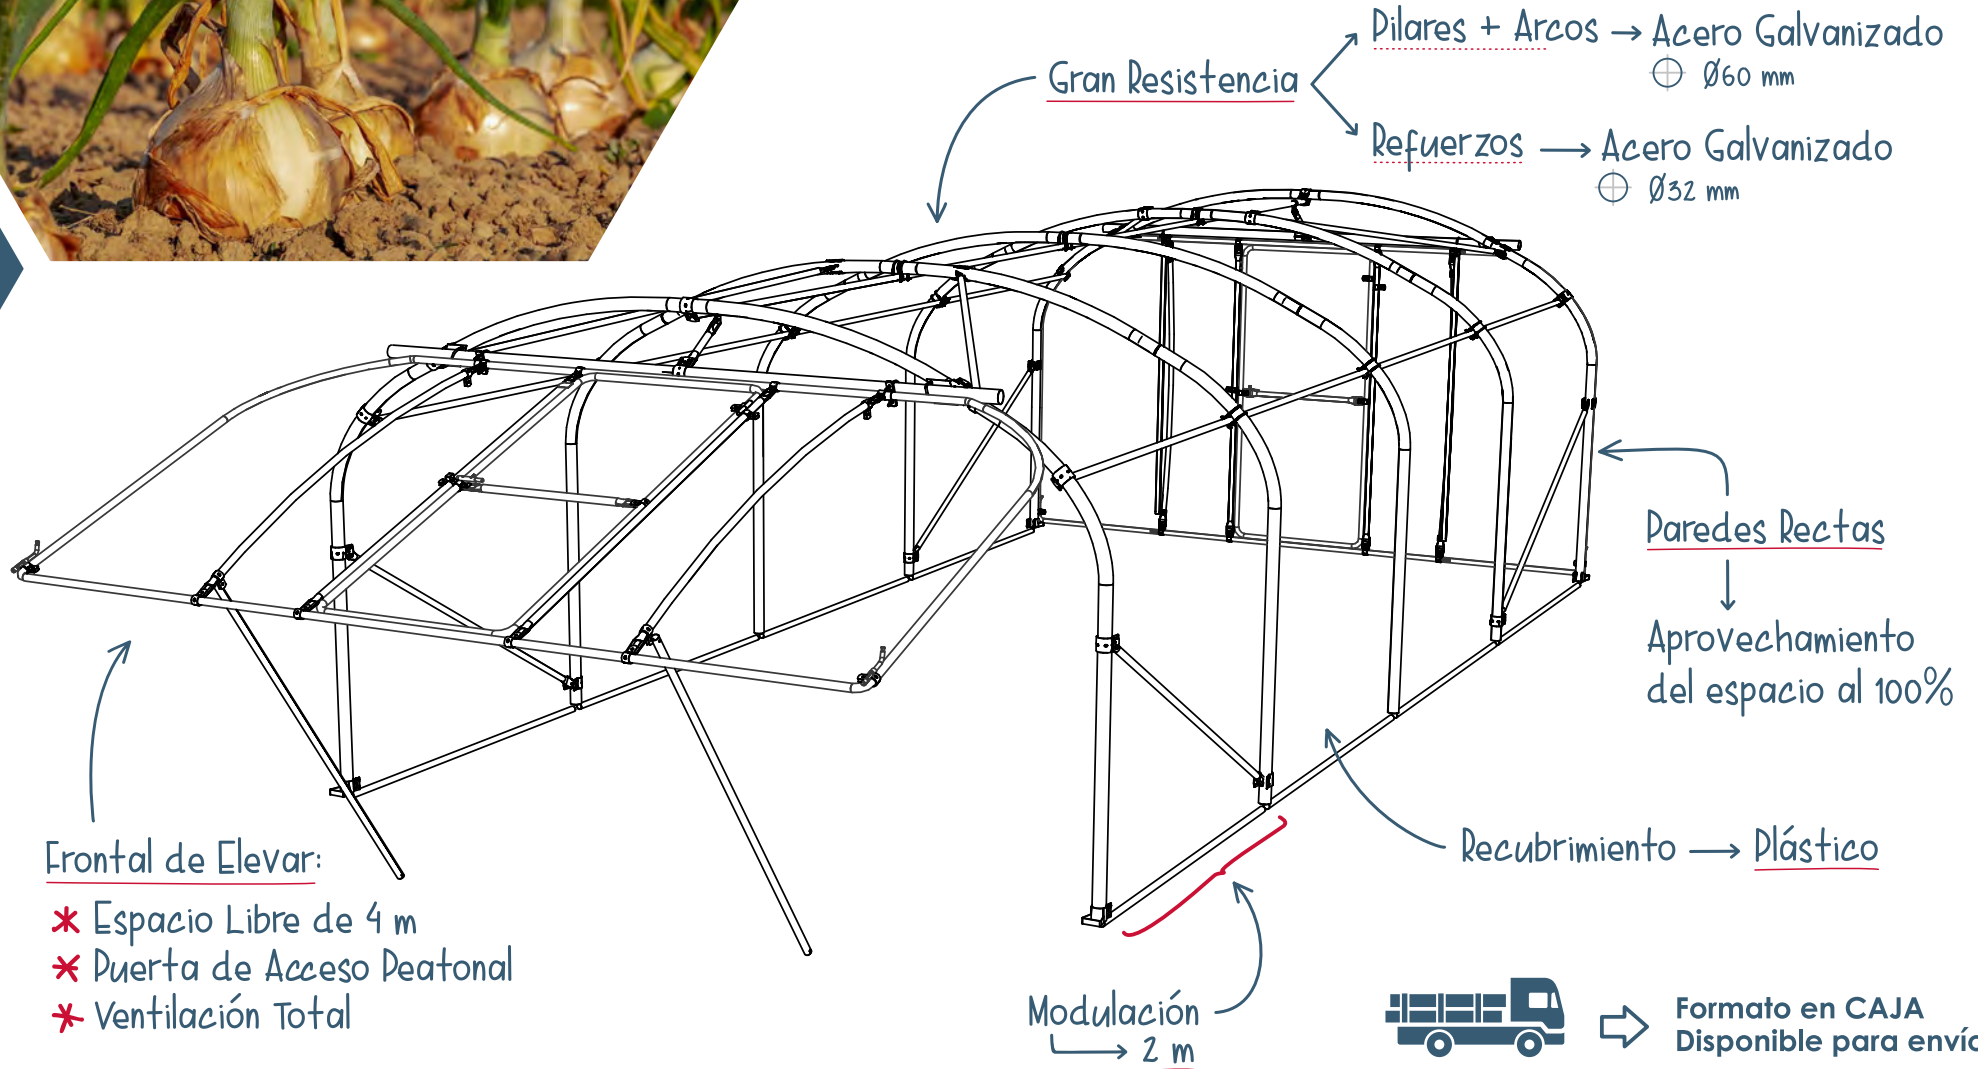 Pilares + Arcos → Acero Galvanizado
Ø60 mm
Gran Resistencia
Refuerzos → Acero Galvanizado
Ø32 mm
Paredes Rectas
Aprovechamiento
del espacio al 100%
Recubrimiento → Plástico
Frontal de Elevar:
Espacio Libre de 4 m
Puerta de Acceso Peatonal
Ventilación Total
Modulación
2 m
Formato en CAJA
Disponible para